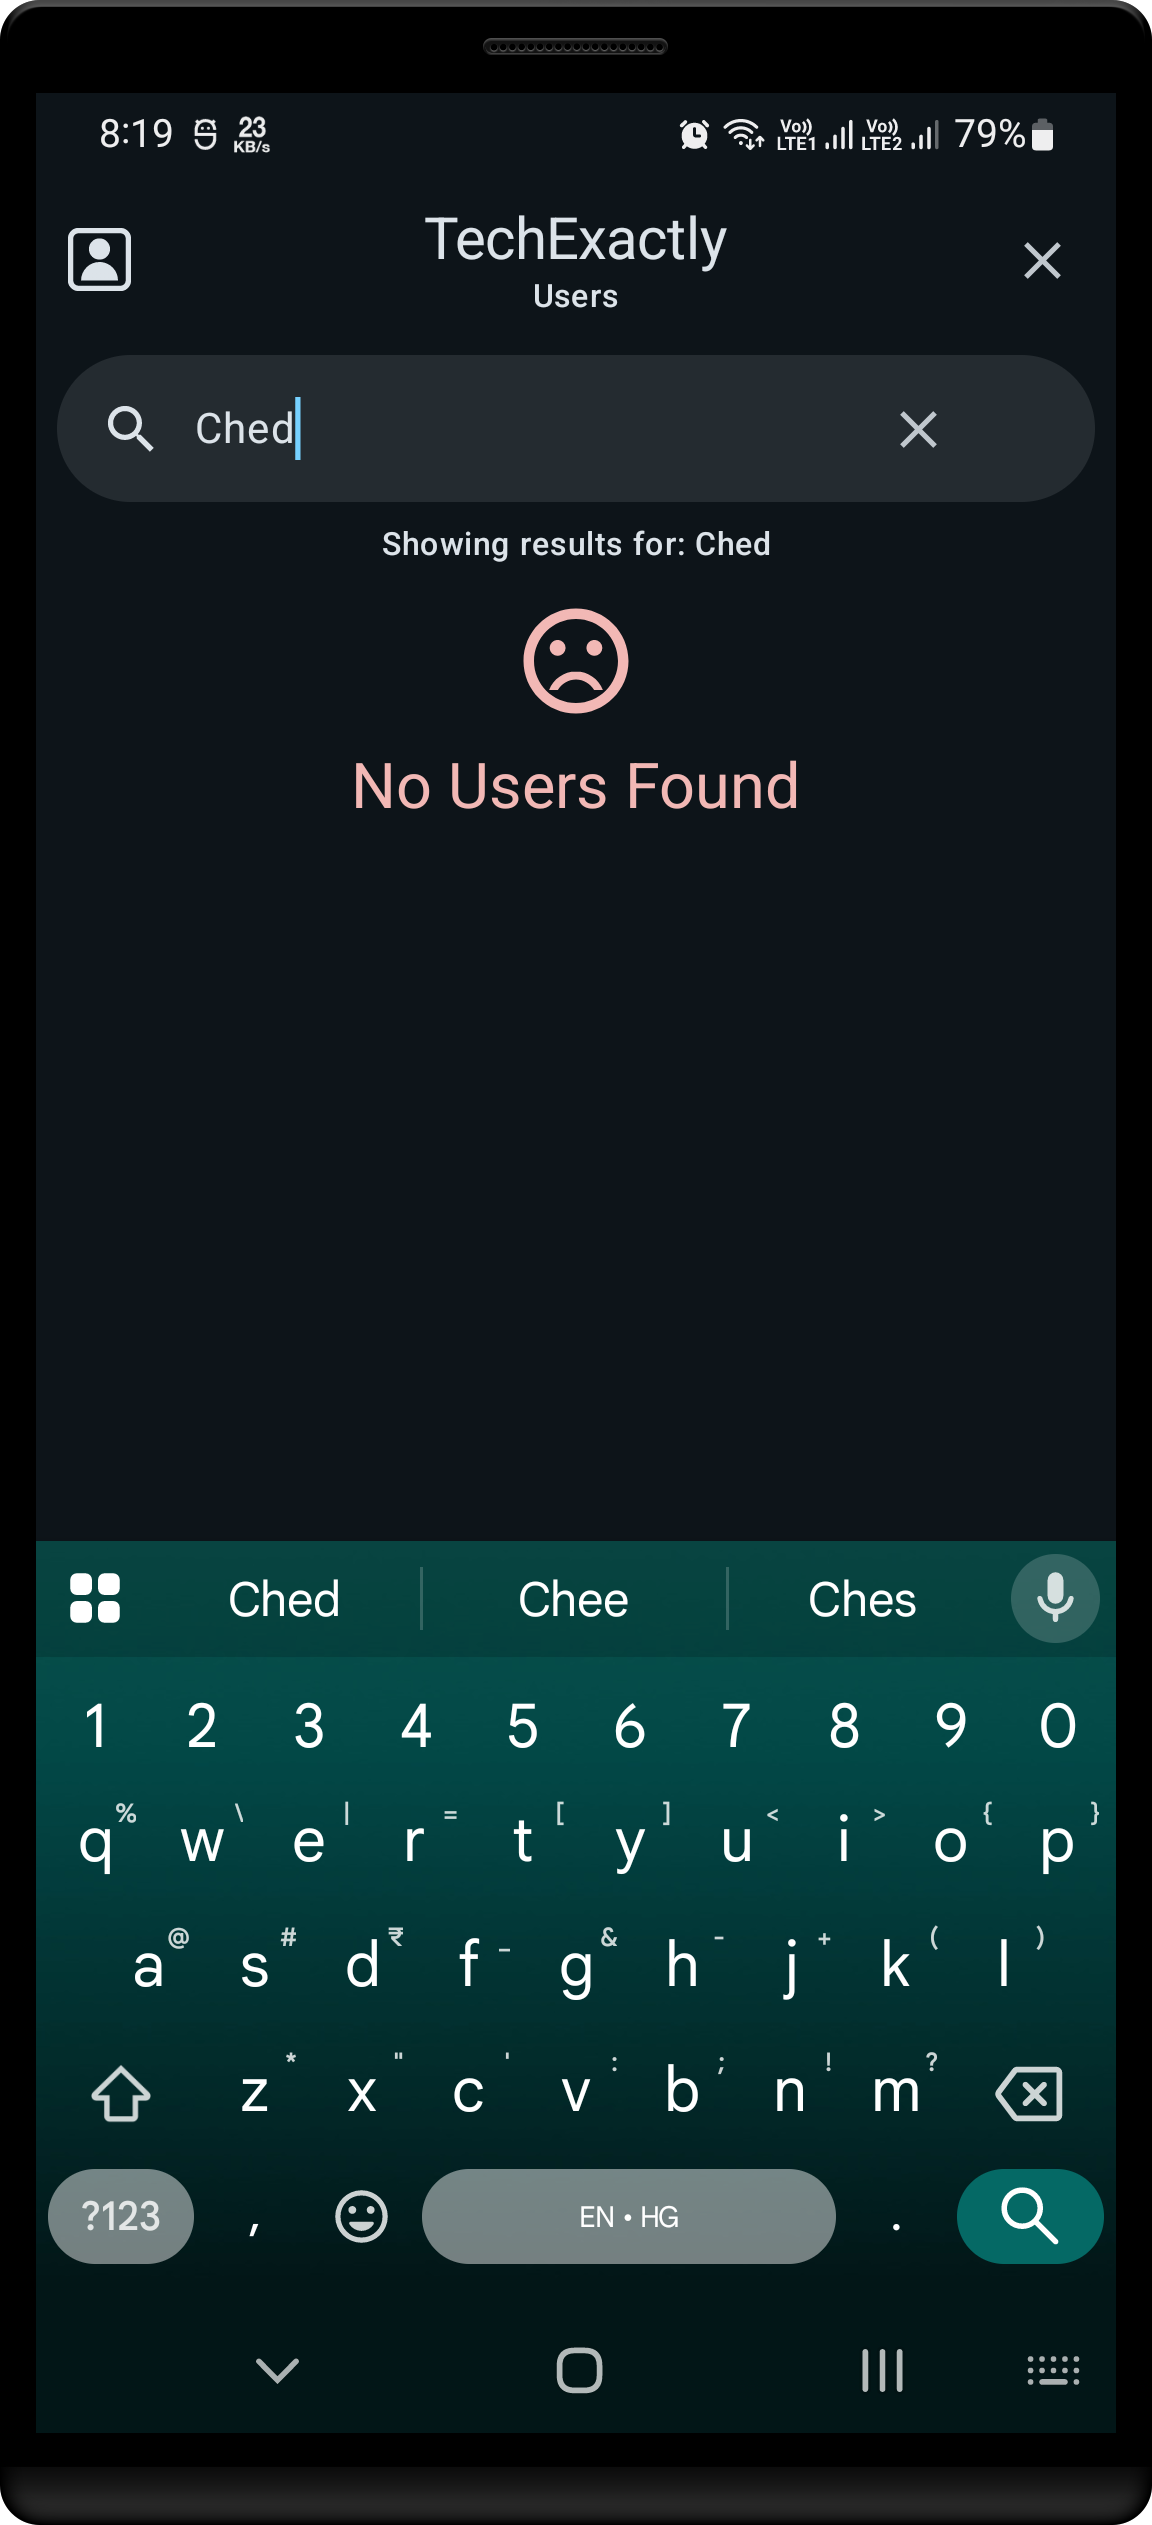 8:19 23 KB/s Vo)) LTE1 Vo)) LTE2 79%
TechExactly
Users
Ched
Showing results for: Ched
No Users Found
Ched Chee Ches
1 2 3 4 5 6 7 8 9 0
q % w \ e | r = t [ y ] u < i > o { p }
a @ s # d ₹ f _ g & h - j + k ( l )
z * x " c ' v : b ; n ! m ?
?123 , EN • HG .